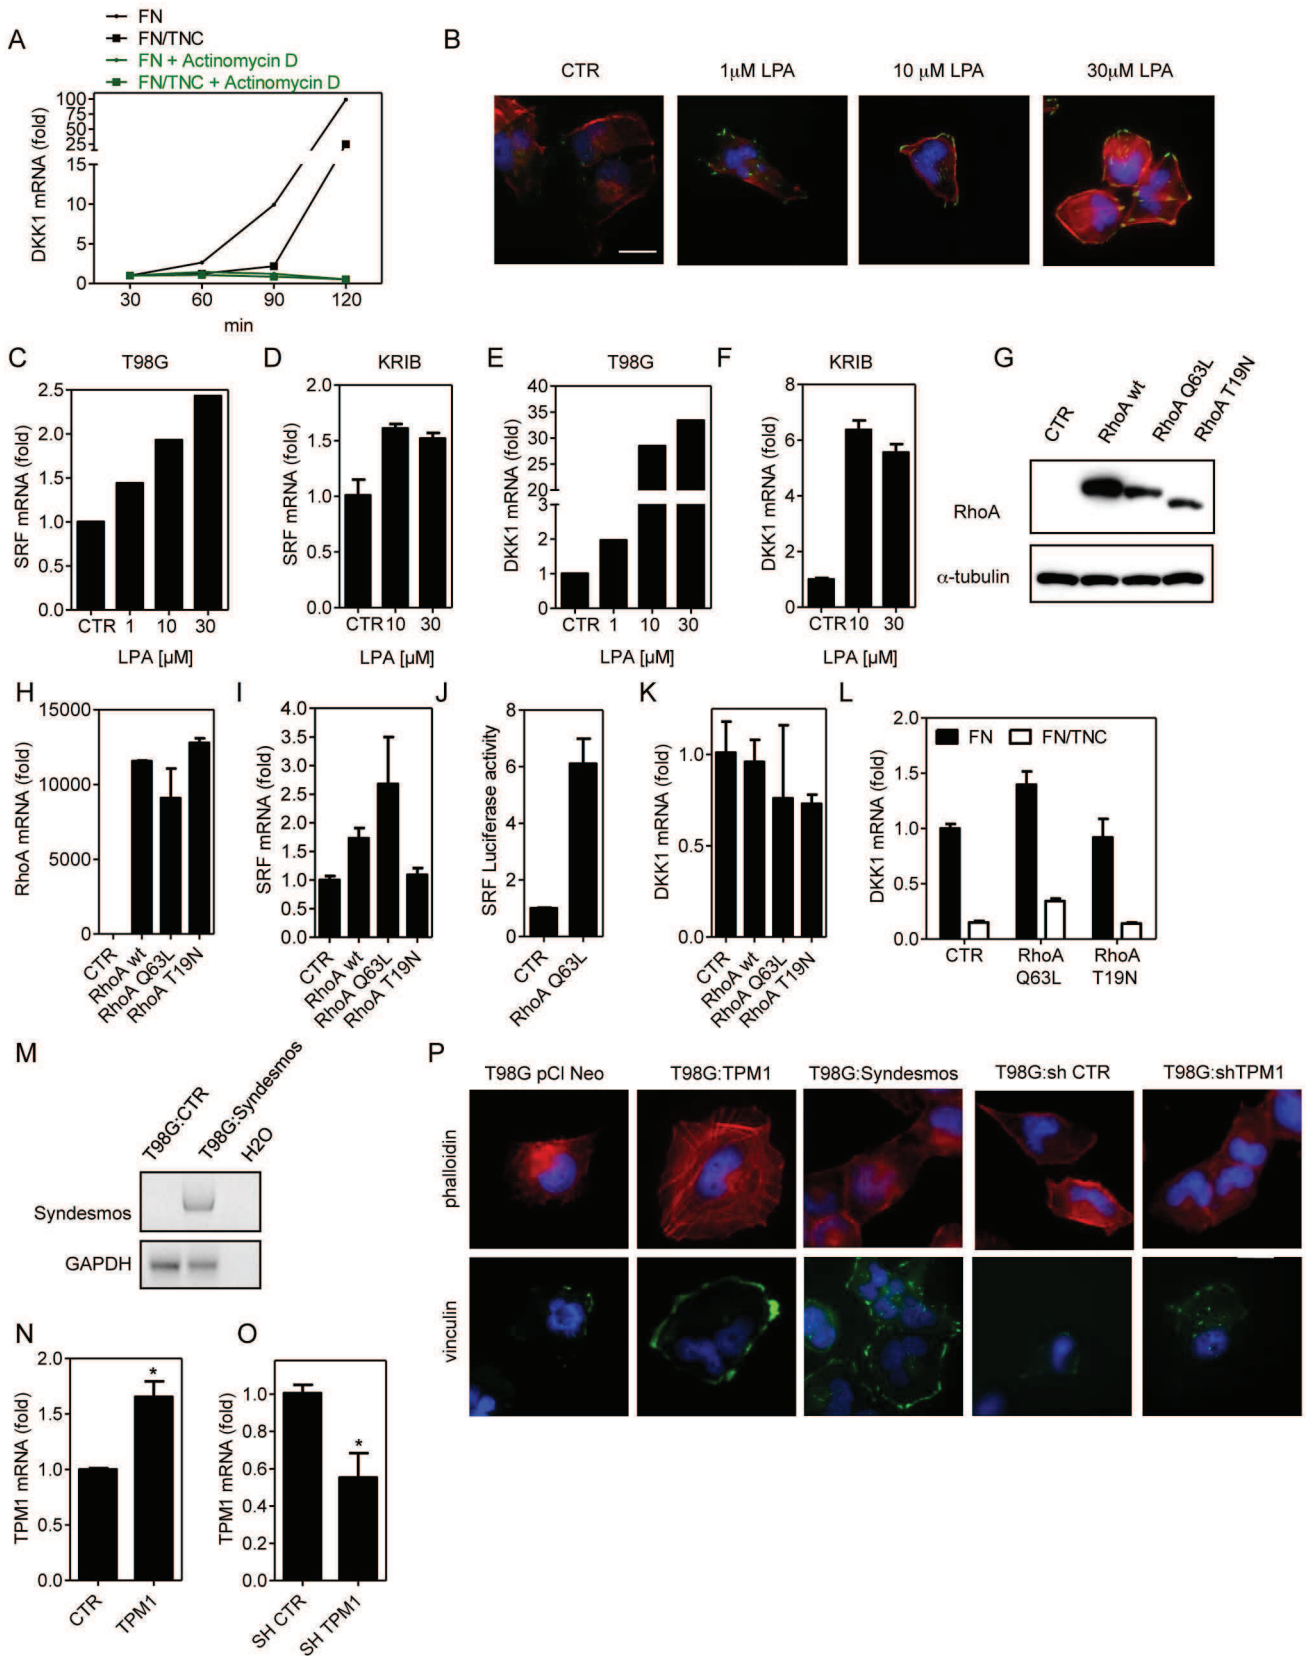 A
FN
FN/TNC
FN + Actinomycin D
FN/TNC + Actinomycin D
DKK1 mRNA (fold)
100
75
50
25
15
10
5
0
30 60 90 120
min
B
CTR 1µM LPA 10 µM LPA 30µM LPA
C
T98G
SRF mRNA (fold)
2.5
2.0
1.5
1.0
0.5
0.0
CTR 1 10 30
LPA [µM]
D
KRIB
SRF mRNA (fold)
2.0
1.5
1.0
0.5
0.0
CTR 10 30
LPA [µM]
E
T98G
DKK1 mRNA (fold)
40
35
30
25
20
3
2
1
0
CTR 1 10 30
LPA [µM]
F
KRIB
DKK1 mRNA (fold)
8
6
4
2
0
CTR 10 30
LPA [µM]
G
CTR
RhoA wt
RhoA Q63L
RhoA T19N
RhoA
α-tubulin
H
RhoA mRNA (fold)
15000
10000
5000
0
CTR
RhoA wt
RhoA Q63L
RhoA T19N
I
SRF mRNA (fold)
4.0
3.5
3.0
2.5
2.0
1.5
1.0
0.5
0.0
CTR
RhoA wt
RhoA Q63L
RhoA T19N
J
SRF Luciferase activity
8
6
4
2
0
CTR
RhoA Q63L
K
DKK1 mRNA (fold)
1.0
0.5
0.0
CTR
RhoA wt
RhoA Q63L
RhoA T19N
L
FN FN/TNC
DKK1 mRNA (fold)
2.0
1.5
1.0
0.5
0.0
CTR RhoA RhoA
Q63L T19N
M
T98G:CTR
T98G:Syndesmos
H2O
Syndesmos
GAPDH
N
TPM1 mRNA (fold)
2.0
1.5
1.0
0.5
0.0
*
CTR
TPM1
O
TPM1 mRNA (fold)
1.0
0.8
0.6
0.4
0.2
0.0
*
SH CTR
SH TPM1
P
T98G pCI Neo T98G:TPM1 T98G:Syndesmos T98G:sh CTR T98G:shTPM1
phalloidin
vinculin